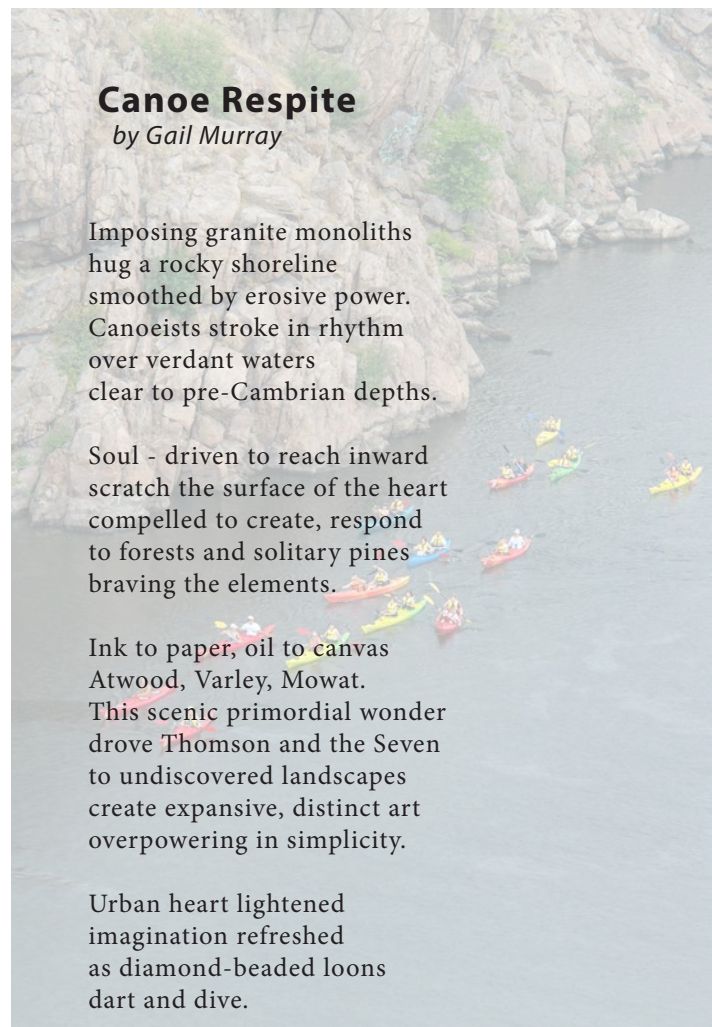 Canoe Respite
by Gail Murray
Imposing granite monoliths
hug a rocky shoreline
smoothed by erosive power.
Canoeists stroke in rhythm
over verdant waters
clear to pre-Cambrian depths.
Soul - driven to reach inward
scratch the surface of the heart
compelled to create, respond
to forests and solitary pines
braving the elements.
Ink to paper, oil to canvas
Atwood, Varley, Mowat.
This scenic primordial wonder
drove Thomson and the Seven
to undiscovered landscapes
create expansive, distinct art
overpowering in simplicity.
Urban heart lightened
imagination refreshed
as diamond-beaded loons
dart and dive.